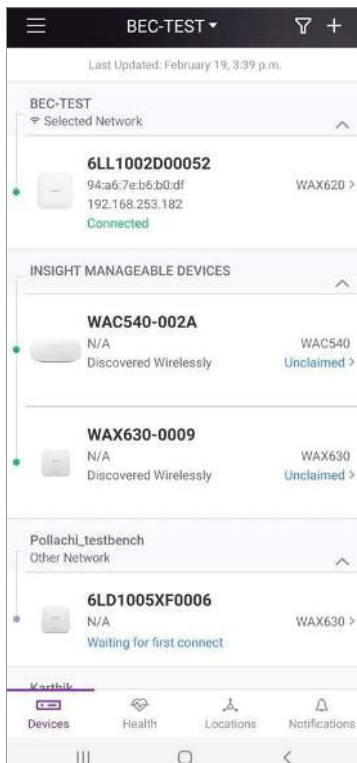 BEC-TEST
Last Updated: February 19, 3:39 p.m.
BEC-TEST
Selected Network
6LL1002D00052
94:a6:7e:b6:b0:df
WAX620 >
192.168.253.182
Connected
INSIGHT MANAGEABLE DEVICES
WAC540-002A
N/A
WAC540
Discovered Wirelessly
Unclaimed >
WAX630-0009
N/A
WAX630
Discovered Wirelessly
Unclaimed >
Pollachi_testbench
Other Network
6LD1005XF0006
N/A
WAX630 >
Waiting for first connect
Karthik
Devices Health Locations Notifications